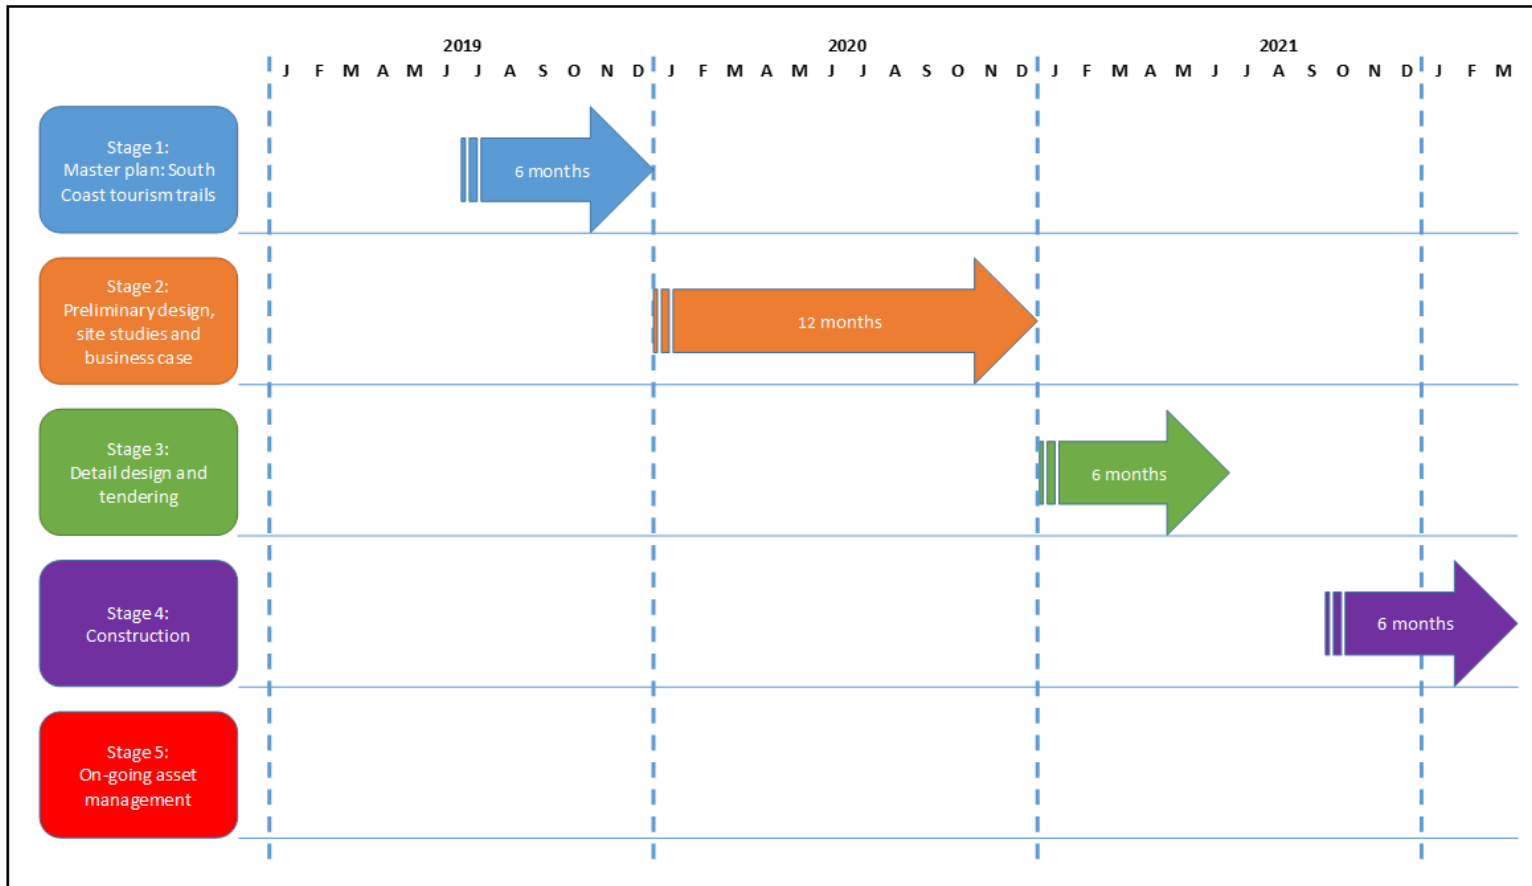 2019 2020 2021
J F M A M J J A S O N D J F M A M J J A S O N D J F M A M J J A S O N D J F M
Stage 1:
Master plan: South
Coast tourism trails
6 months
Stage 2:
Preliminary design,
site studies and
business case
12 months
Stage 3:
Detail design and
tendering
6 months
Stage 4:
Construction
6 months
Stage 5:
On-going asset
management